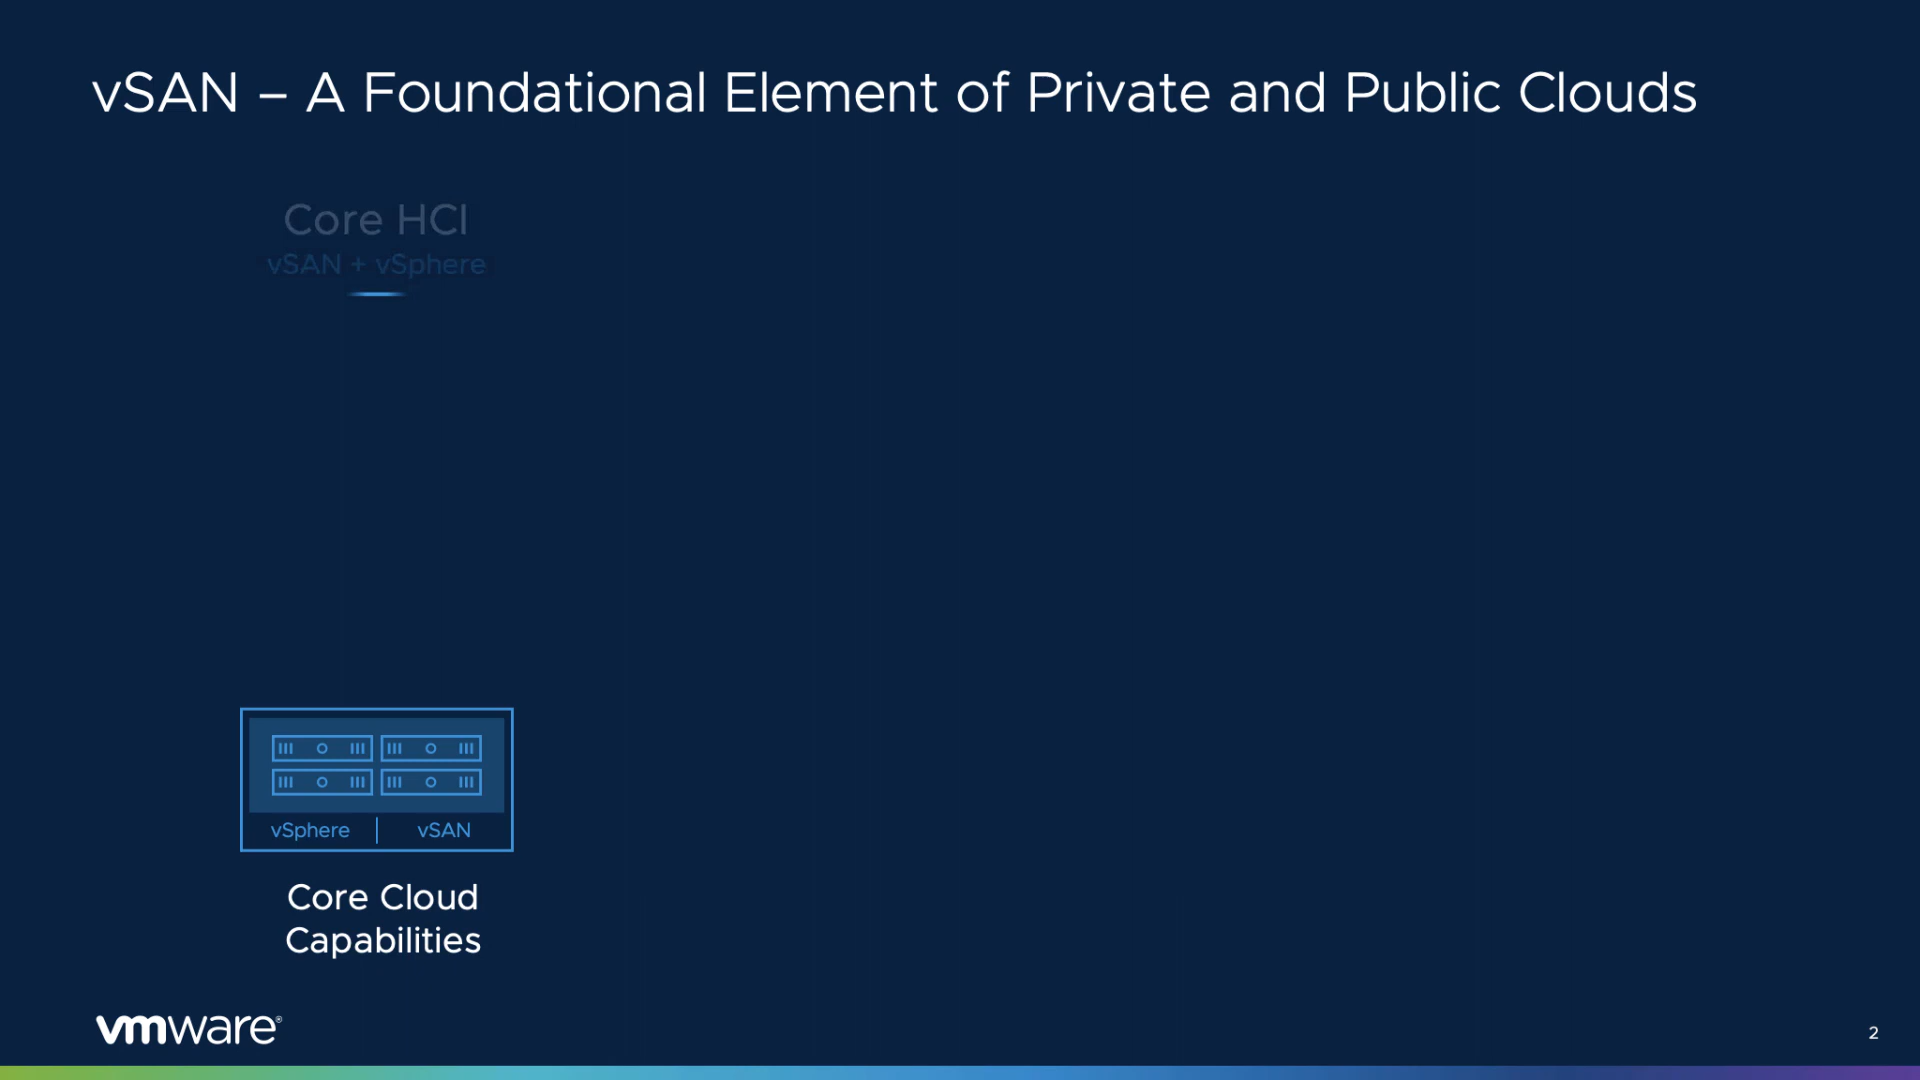 vSAN – A Foundational Element of Private and Public Clouds
Core HCI
vSAN + vSphere
vSphere | vSAN
Core Cloud
Capabilities
vmware®
2